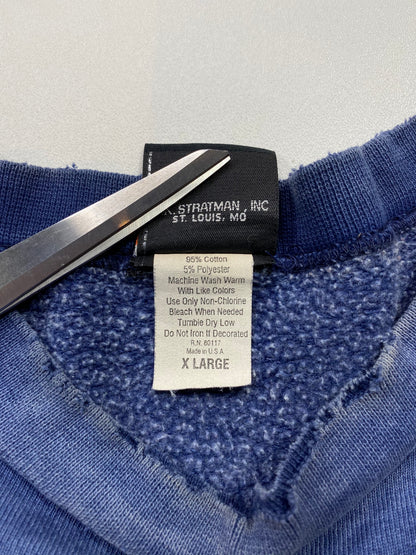 K. STRATMAN, INC
ST. LOUIS, MO
95% Cotton
5% Polyester
Machine Wash Warm
With Like Colors
Use Only Non-Chlorine
Bleach When Needed
Tumble Dry Low
Do Not Iron If Decorated
R.N. 60117
Made in U.S.A
X LARGE